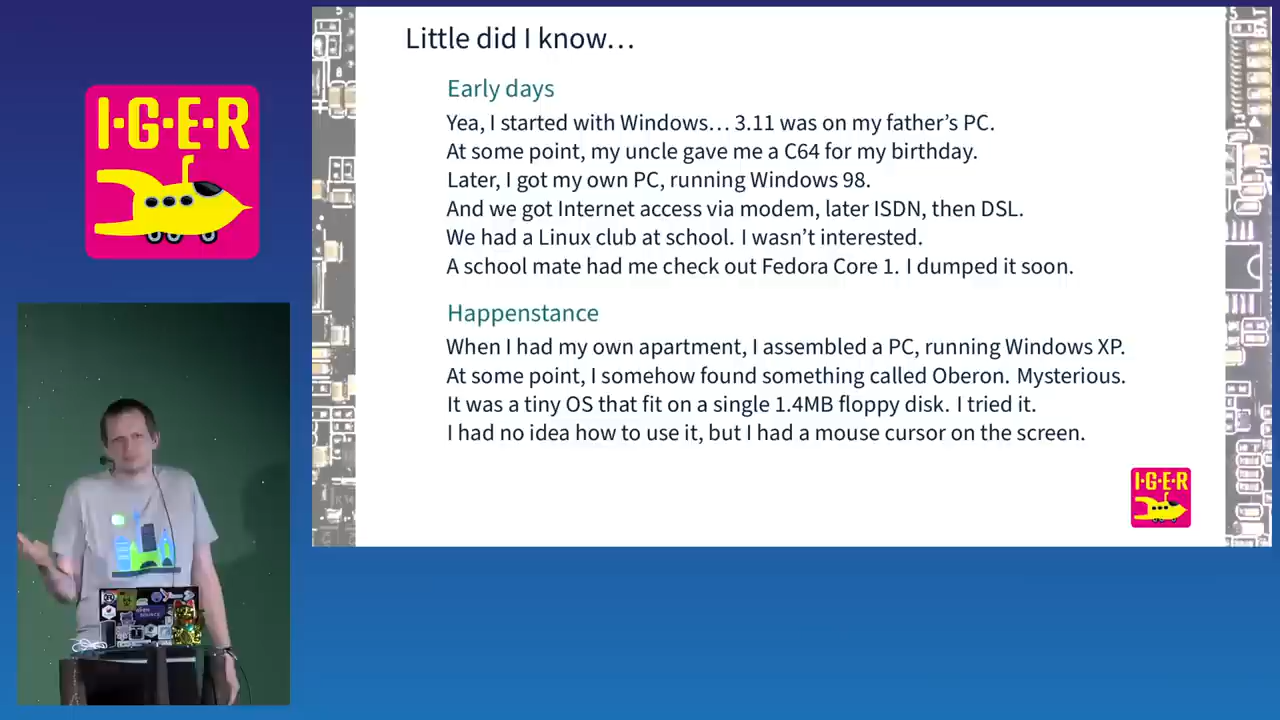 I·G·E·R
Little did I know…
Early days
Yea, I started with Windows… 3.11 was on my father’s PC.
At some point, my uncle gave me a C64 for my birthday.
Later, I got my own PC, running Windows 98.
And we got Internet access via modem, later ISDN, then DSL.
We had a Linux club at school. I wasn’t interested.
A school mate had me check out Fedora Core 1. I dumped it soon.
Happenstance
When I had my own apartment, I assembled a PC, running Windows XP.
At some point, I somehow found something called Oberon. Mysterious.
It was a tiny OS that fit on a single 1.4MB floppy disk. I tried it.
I had no idea how to use it, but I had a mouse cursor on the screen.
I·G·E·R